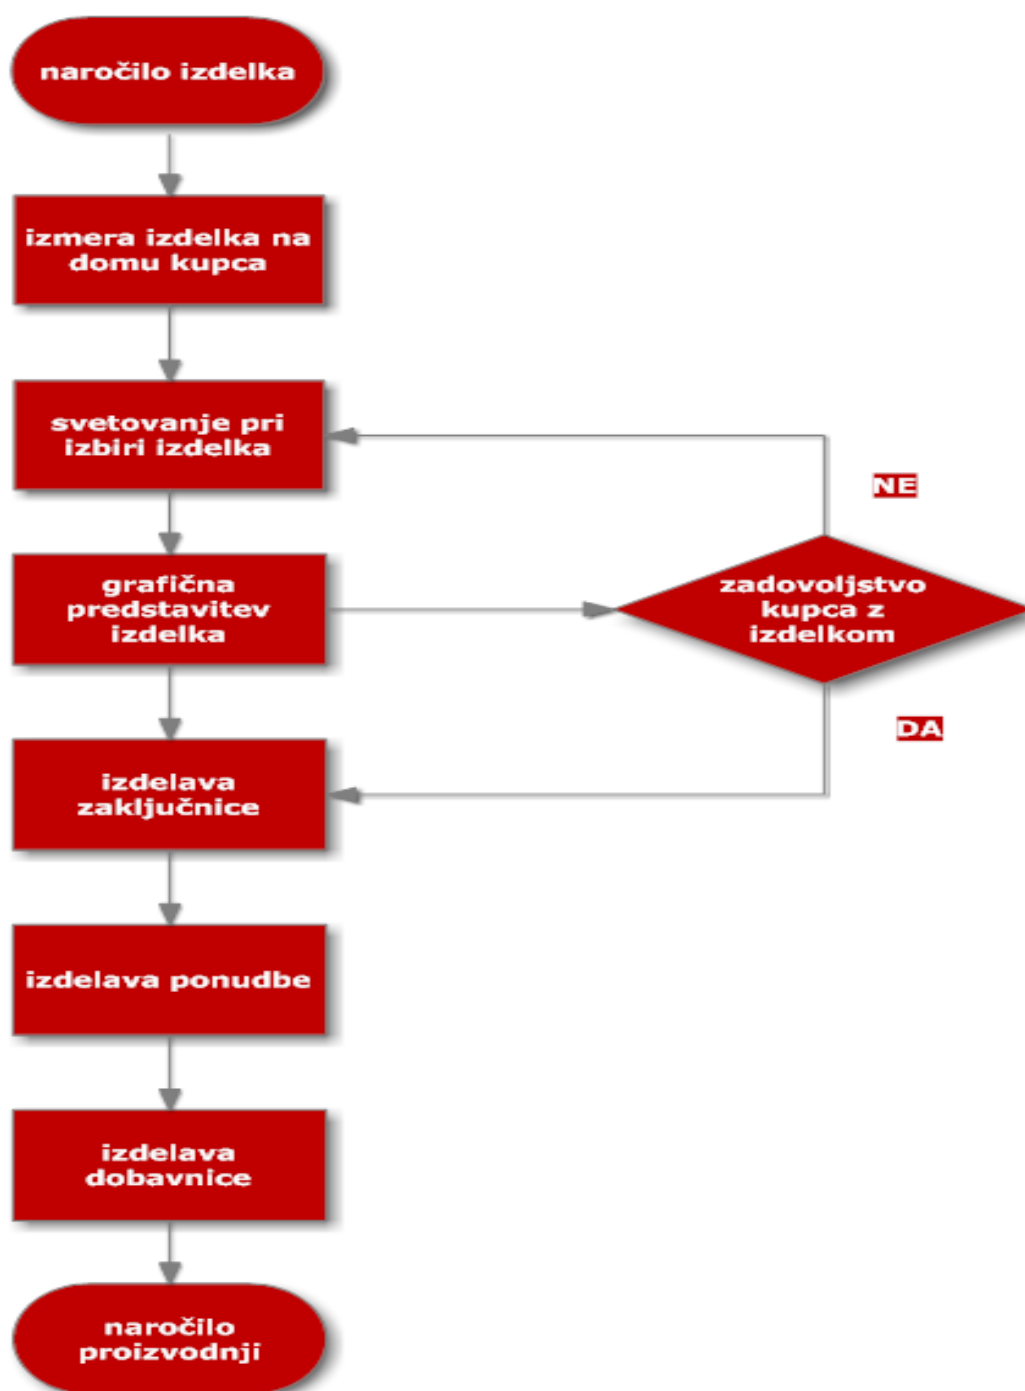 naročilo izdelka
izmera izdelka na
domu kupca
svetovanje pri
izbiri izdelka
NE
grafična
predstavitev
izdelka
zadovoljstvo
kupca z
izdelkom
DA
izdelava
zaključnice
izdelava ponudbe
izdelava
dobavnice
naročilo
proizvodnji